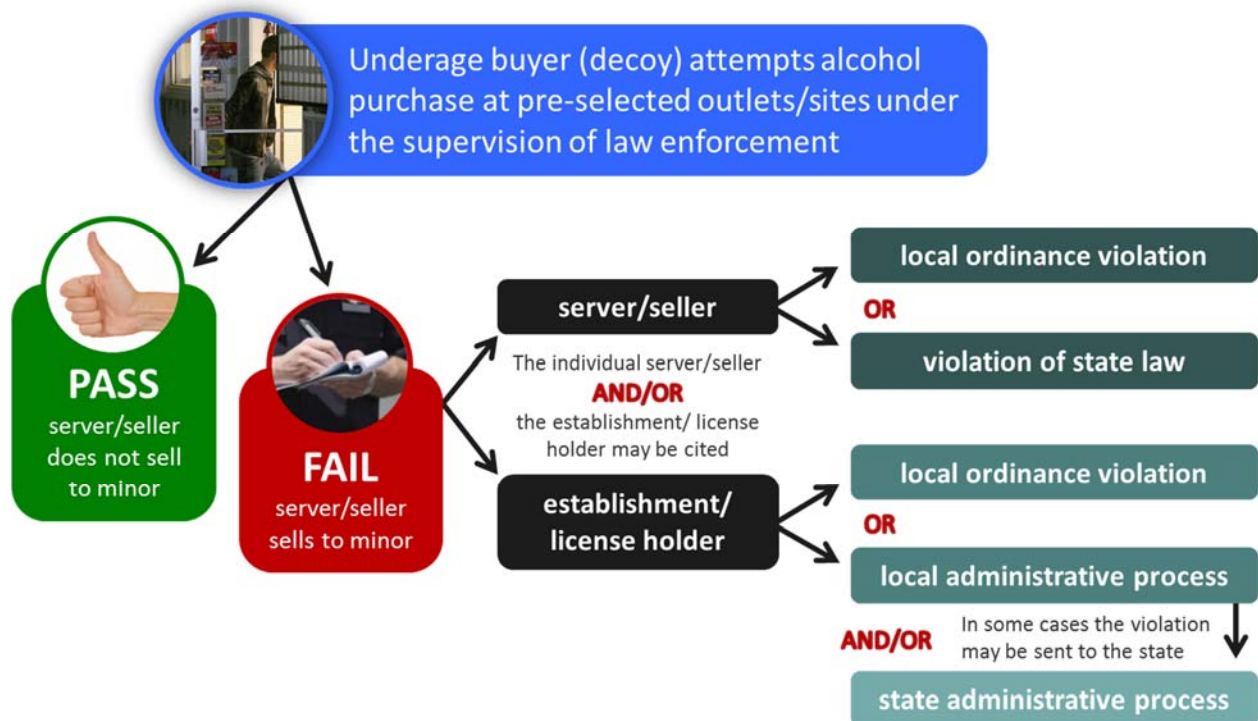 Underage buyer (decoy) attempts alcohol
purchase at pre-selected outlets/sites under
the supervision of law enforcement
PASS
server/seller
does not sell
to minor
FAIL
server/seller
sells to minor
server/seller
The individual server/seller
AND/OR
the establishment/ license
holder may be cited
establishment/
license holder
local ordinance violation
OR
violation of state law
local ordinance violation
OR
local administrative process
AND/OR
In some cases the violation
may be sent to the state
state administrative process